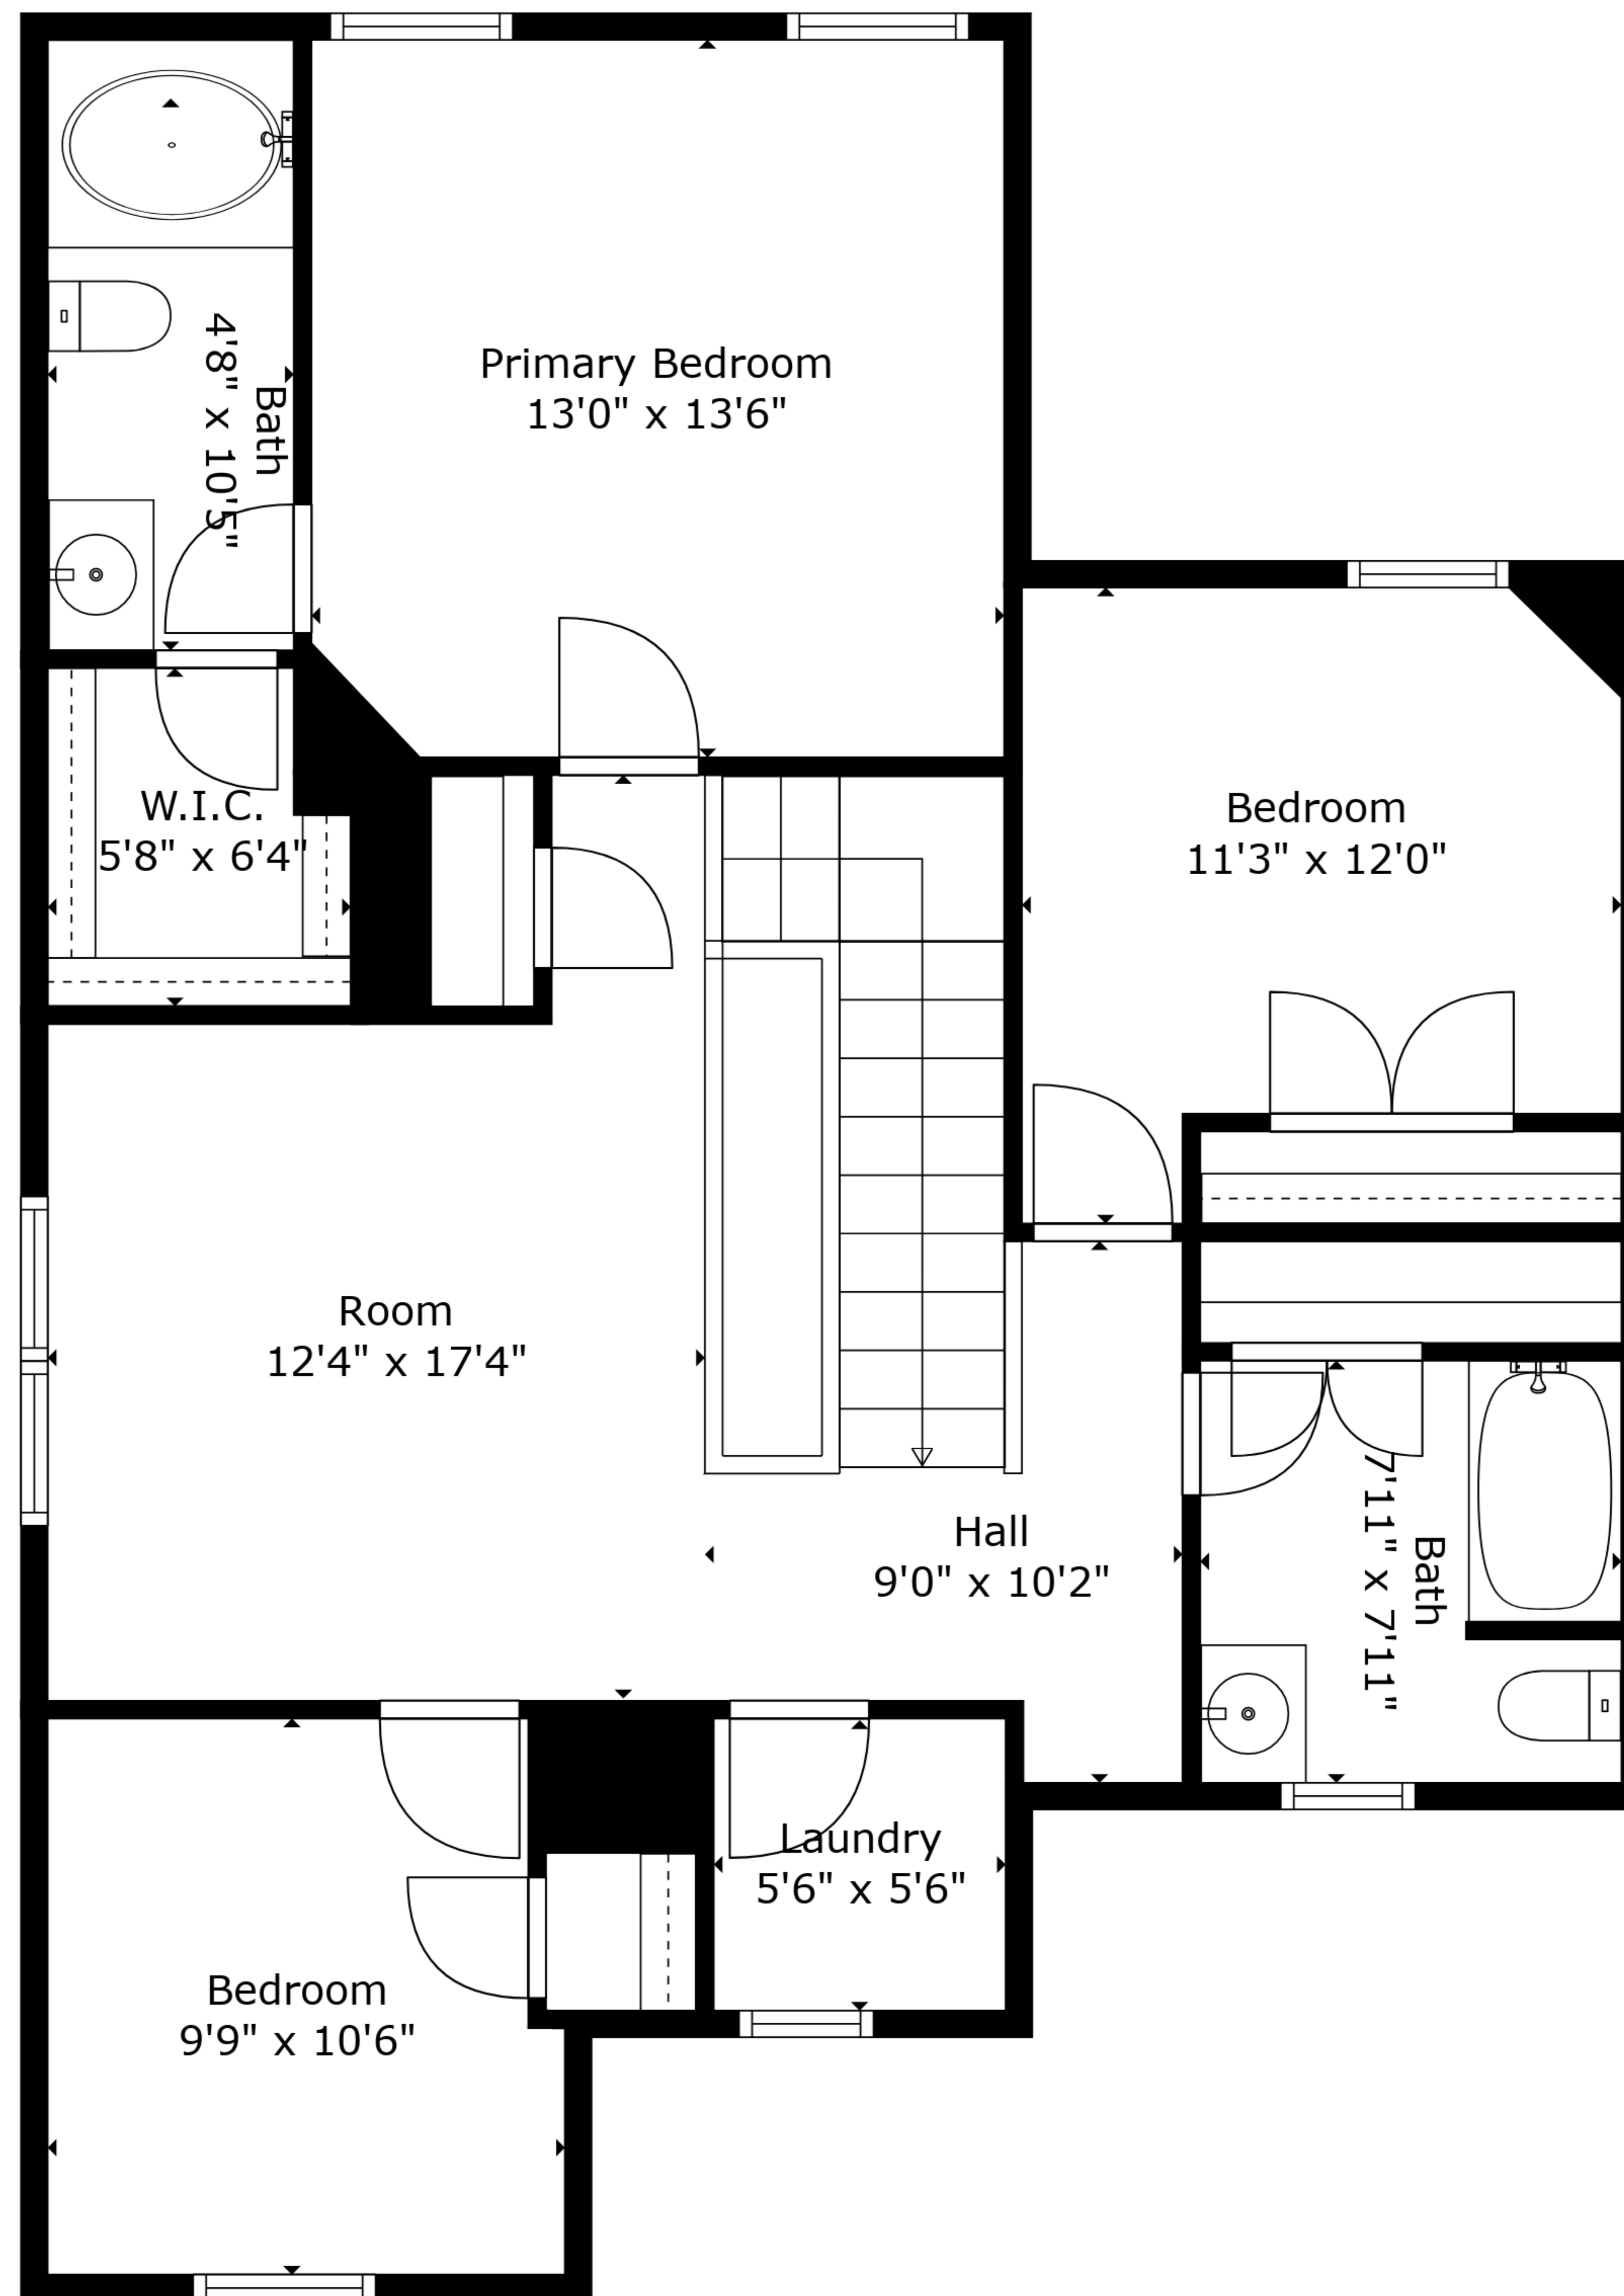 Primary Bedroom
13'0" x 13'6"
Bath
4'8" x 10'5"
W.I.C.
5'8" x 6'4"
Bedroom
11'3" x 12'0"
Room
12'4" x 17'4"
Hall
9'0" x 10'2"
Bath
7'11" x 7'11"
Laundry
5'6" x 5'6"
Bedroom
9'9" x 10'6"